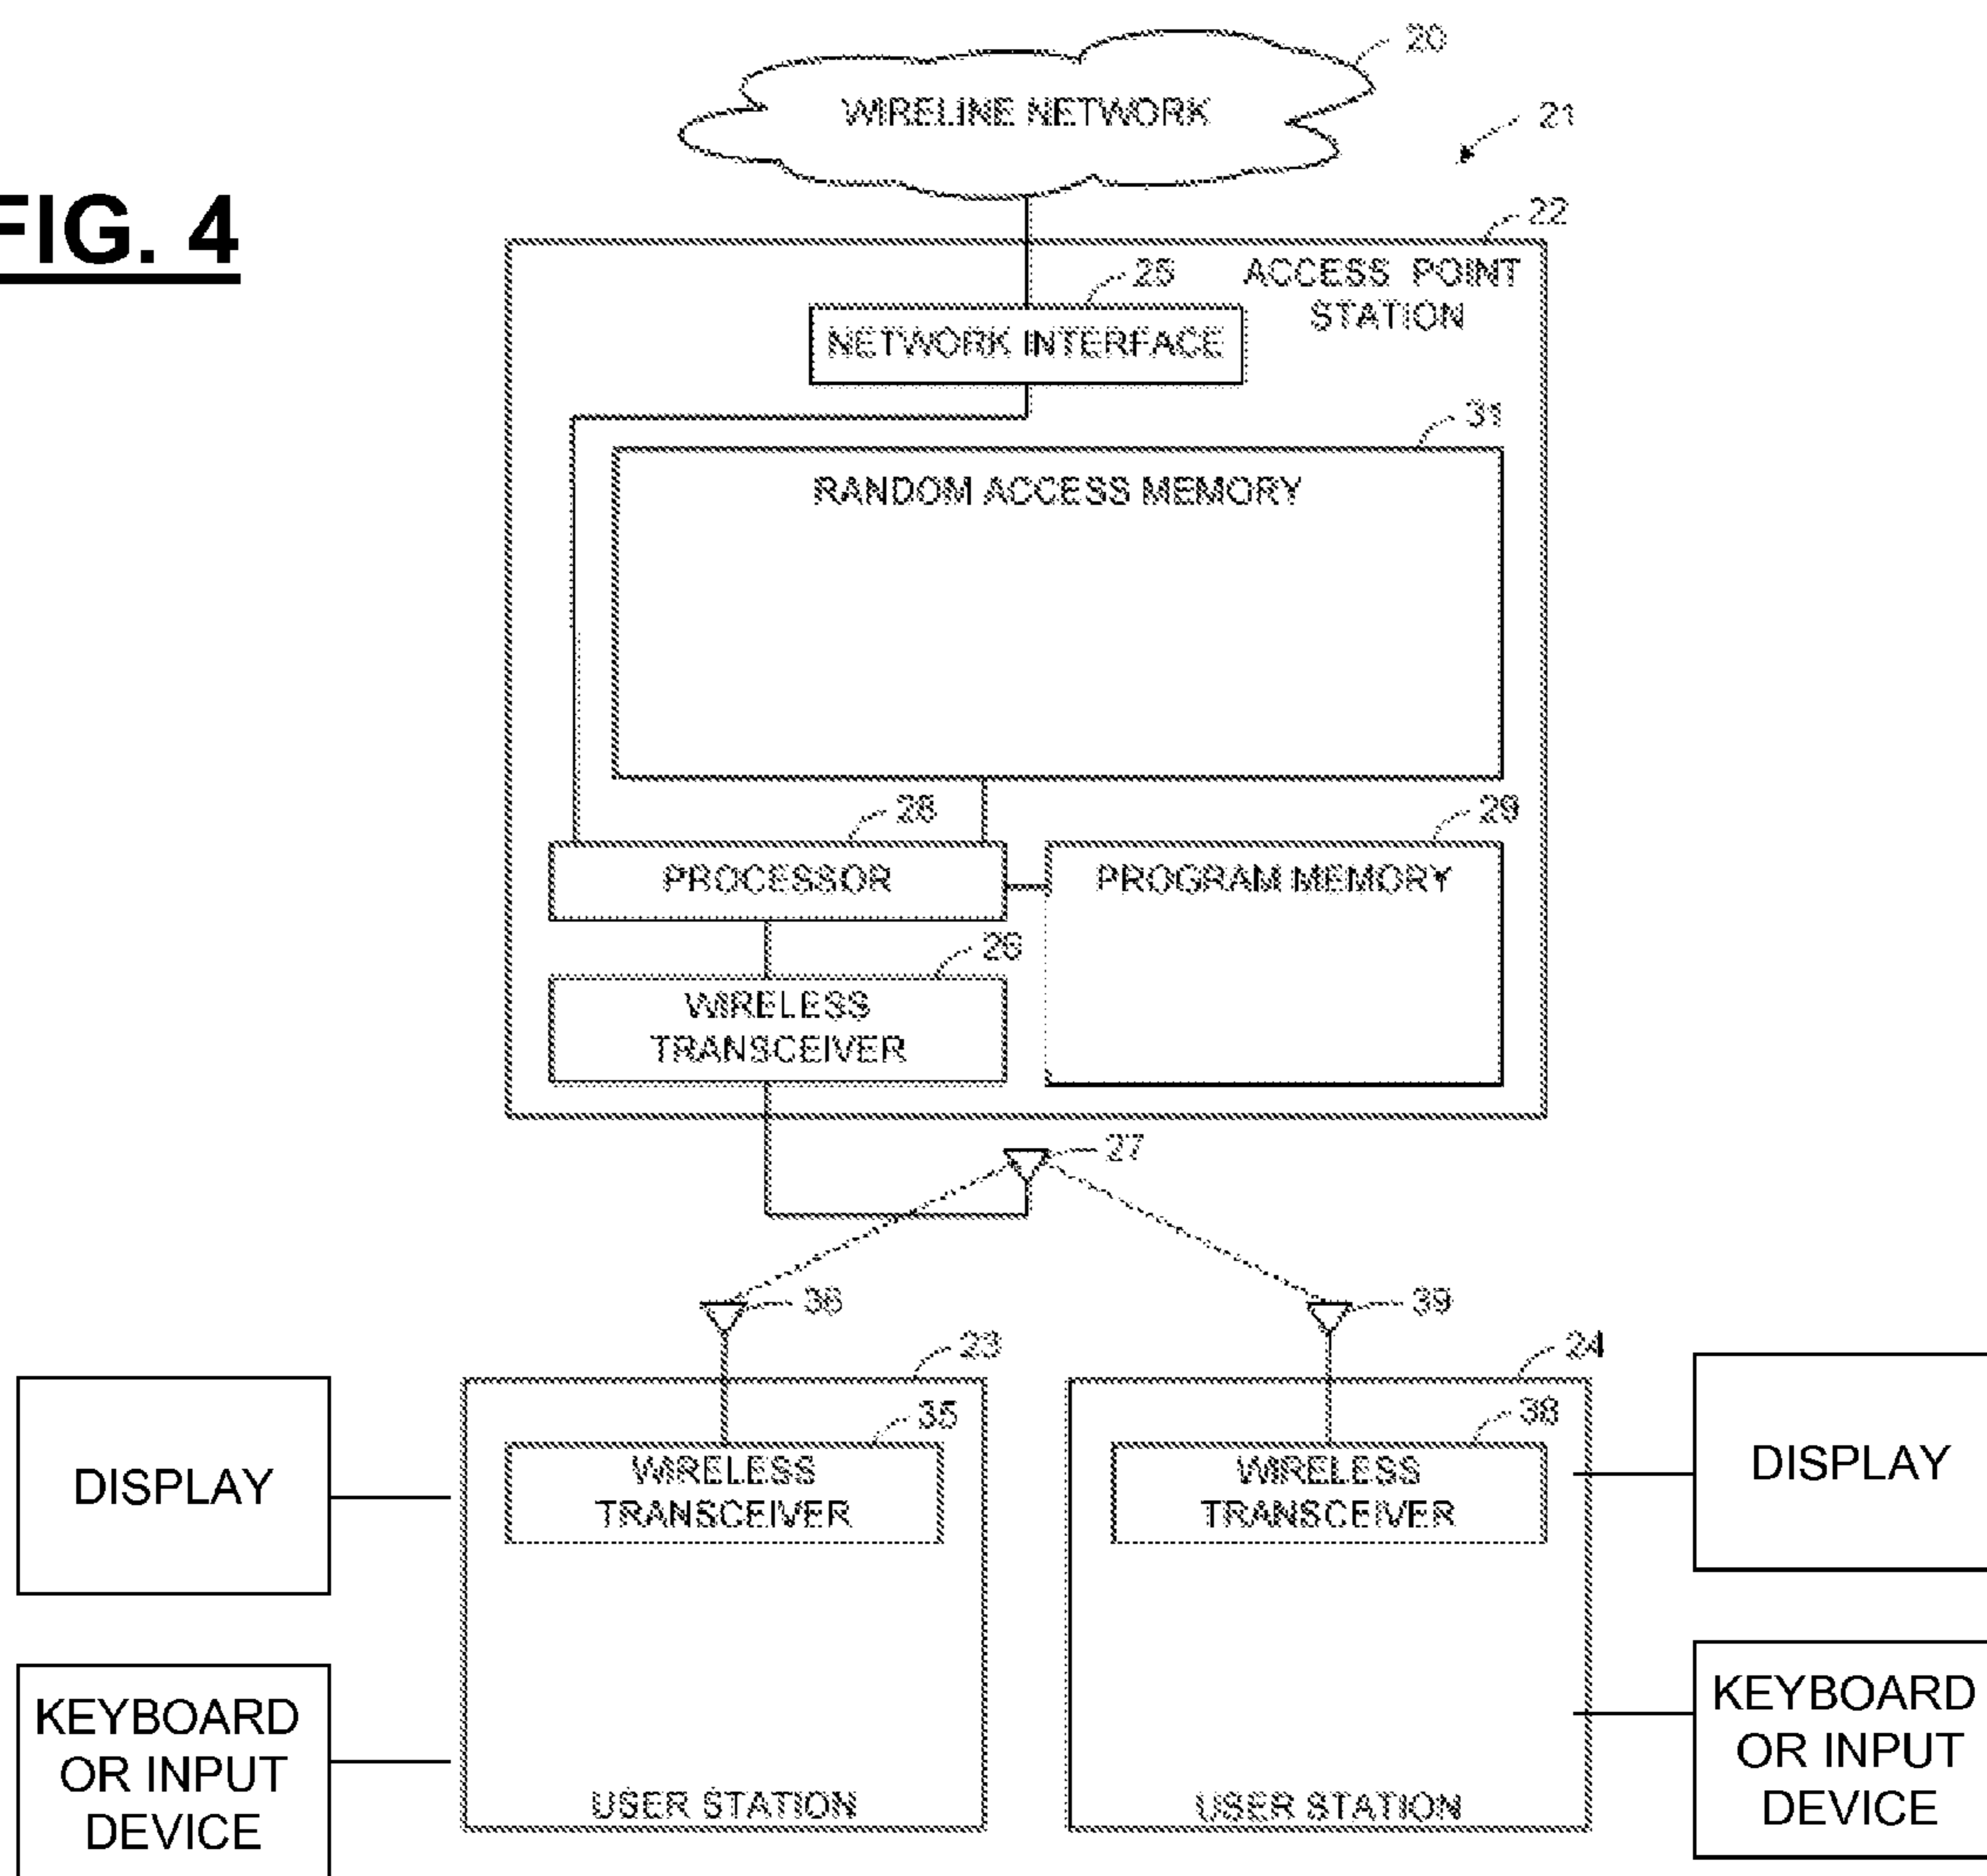 FIG. 4
20
WIRELINE NETWORK
21
22
ACCESS POINT
STATION
25
NETWORK INTERFACE
31
RANDOM ACCESS MEMORY
28
PROCESSOR
29
PROGRAM MEMORY
26
WIRELESS
TRANSCEIVER
27
36
39
23
24
35
WIRELESS
TRANSCEIVER
38
WIRELESS
TRANSCEIVER
DISPLAY
DISPLAY
KEYBOARD
OR INPUT
DEVICE
USER STATION
USER STATION
KEYBOARD
OR INPUT
DEVICE